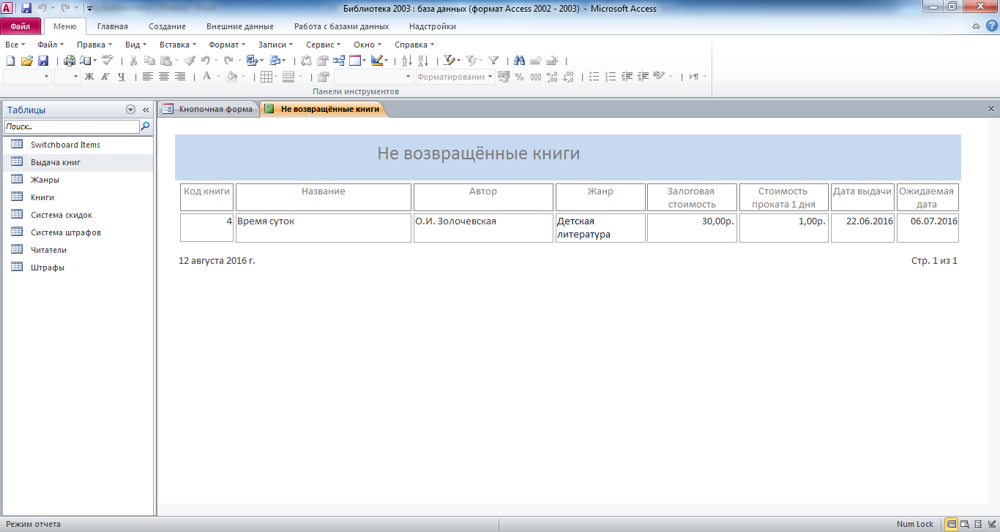 Библиотека 2003 : база данных (формат Access 2002 - 2003) - Microsoft Access
Файл Меню Главная Создание Внешние данные Работа с базами данных Надстройки
Все Файл Правка Вид Вставка Формат Записи Сервис Окно Справка
Ж К Ч А Форматирование % 000
Панели инструментов
Таблицы
Кнопочная форма Не возвращённые книги
Поиск...
Switchboard Items
Выдача книг
Жанры
Книги
Система скидок
Система штрафов
Читатели
Штрафы
Не возвращённые книги
Код книги Название Автор Жанр Залоговая стоимость Стоимость проката 1 дня Дата выдачи Ожидаемая дата
4 Время суток О.И. Золочевская Детская литература 30,00р. 1,00р. 22.06.2016 06.07.2016
12 августа 2016 г. Стр. 1 из 1
Режим отчета Num Lock